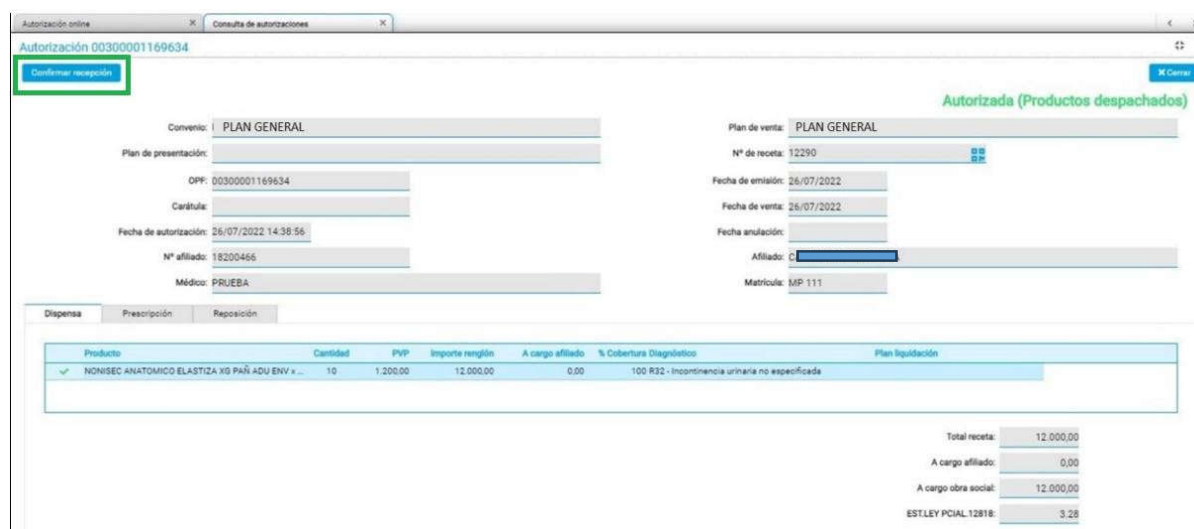 Autorización online
Consulta de autorizaciones
Autorización 00300001169634
Confirmar recepción
Cerrar
Autorizada (Productos despachados)
Convenio: PLAN GENERAL
Plan de venta: PLAN GENERAL
Plan de presentación:
Nº de receta: 12290
OPF: 00300001169634
Fecha de emisión: 26/07/2022
Carátula:
Fecha de venta: 26/07/2022
Fecha de autorización: 26/07/2022 14:38:56
Fecha anulación:
Nº afiliado: 18200466
Afiliado: C
Médico: PRUEBA
Matrícula: MP 111
Dispensa Prescripción Reposición
Producto Cantidad PVP Importe renglón A cargo afiliado % Cobertura Diagnóstico Plan liquidación
NONISEC ANATOMICO ELASTIZA XG PAÑ ADU ENV x ... 10 1.200,00 12.000,00 0,00 100 R32 - Incontinencia urinaria no especificada
Total receta: 12.000,00
A cargo afiliado: 0,00
A cargo obra social: 12.000,00
EST.LEY PCIAL.12818: 3,28